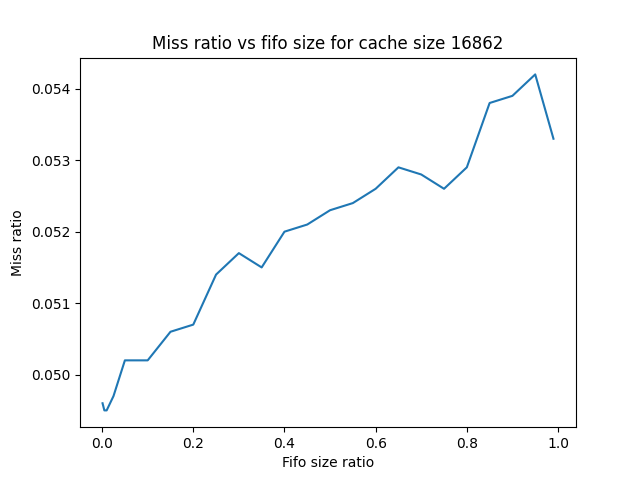 Miss ratio vs fifo size for cache size 16862
0.054
0.053
0.052
0.051
0.050
Miss ratio
0.0 0.2 0.4 0.6 0.8 1.0
Fifo size ratio